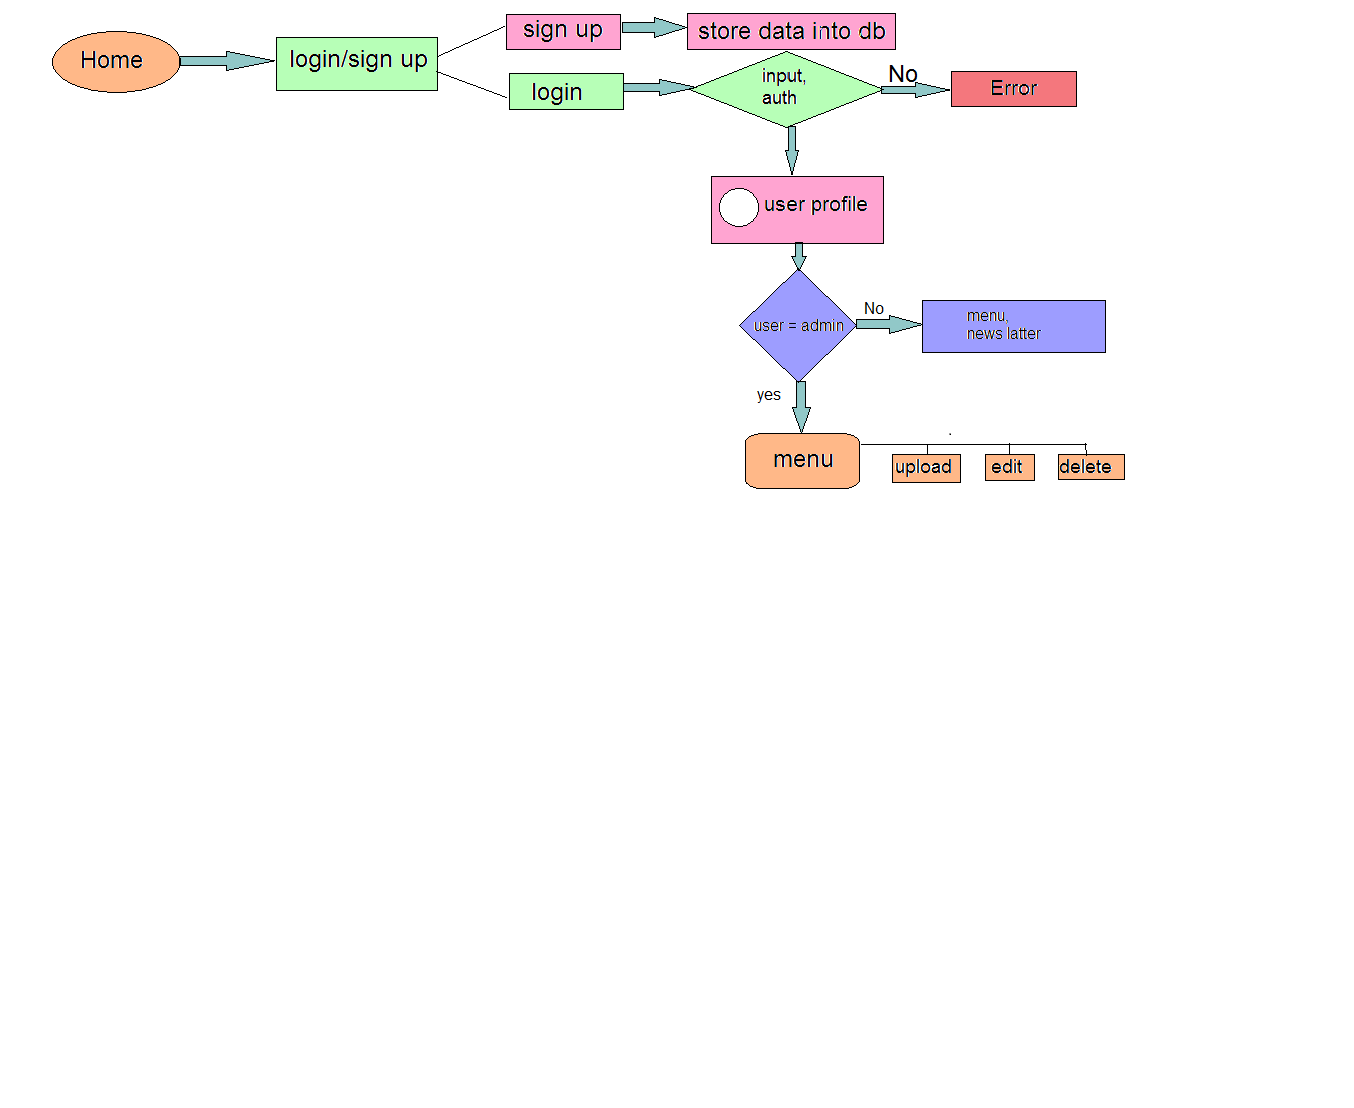 Home
login/sign up
sign up
store data into db
login
input,
auth
No
Error
user profile
user = admin
No
menu,
news latter
yes
menu
upload
edit
delete